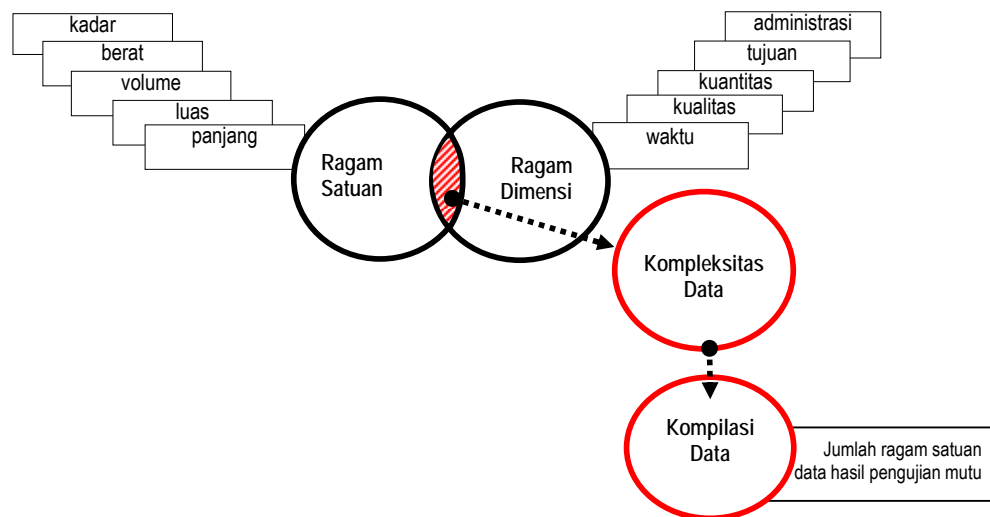 kadar
berat
volume
luas
panjang
administrasi
tujuan
kuantitas
kualitas
waktu
Ragam
Satuan
Ragam
Dimensi
Kompleksitas
Data
Kompilasi
Data
Jumlah ragam satuan
data hasil pengujian mutu